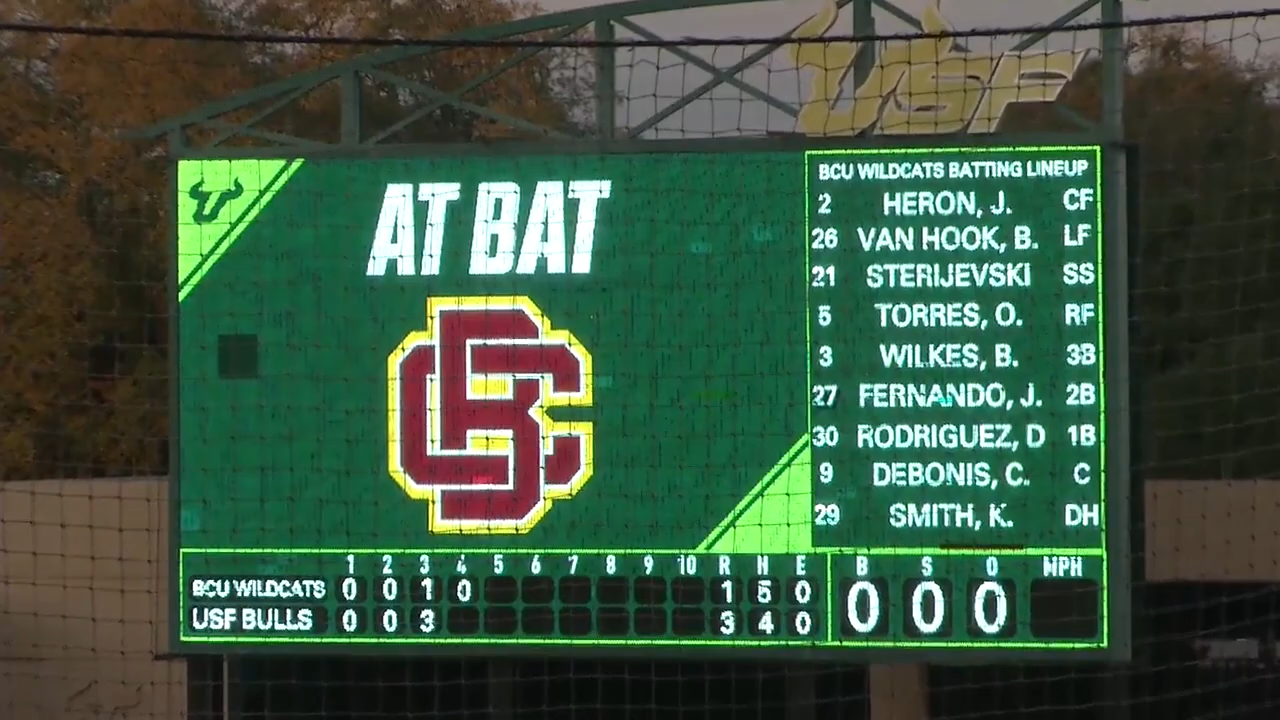 USF
AT BAT
BC
BCU WILDCATS BATTING LINEUP
2 HERON, J. CF
26 VAN HOOK, B. LF
21 STERIJEVSKI SS
5 TORRES, O. RF
3 WILKES, B. 3B
27 FERNANDO, J. 2B
30 RODRIGUEZ, D 1B
9 DEBONIS, C. C
29 SMITH, K. DH
1 2 3 4 5 6 7 8 9 10 R H E
BCU WILDCATS 0 0 1 0 1 5 0
USF BULLS 0 0 3 3 4 0
B S O MPH
0 0 0